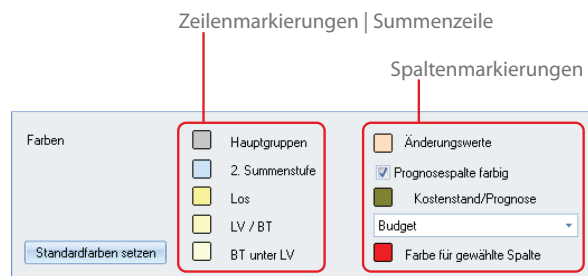 Zeilenmarkierungen | Summenzeile
Spaltenmarkierungen
Farben
Hauptgruppen
2. Summenstufe
Los
LV / BT
BT unter LV
Standardfarben setzen
Änderungswerte
Prognosespalte farbig
Kostenstand/Prognose
Budget
Farbe für gewählte Spalte